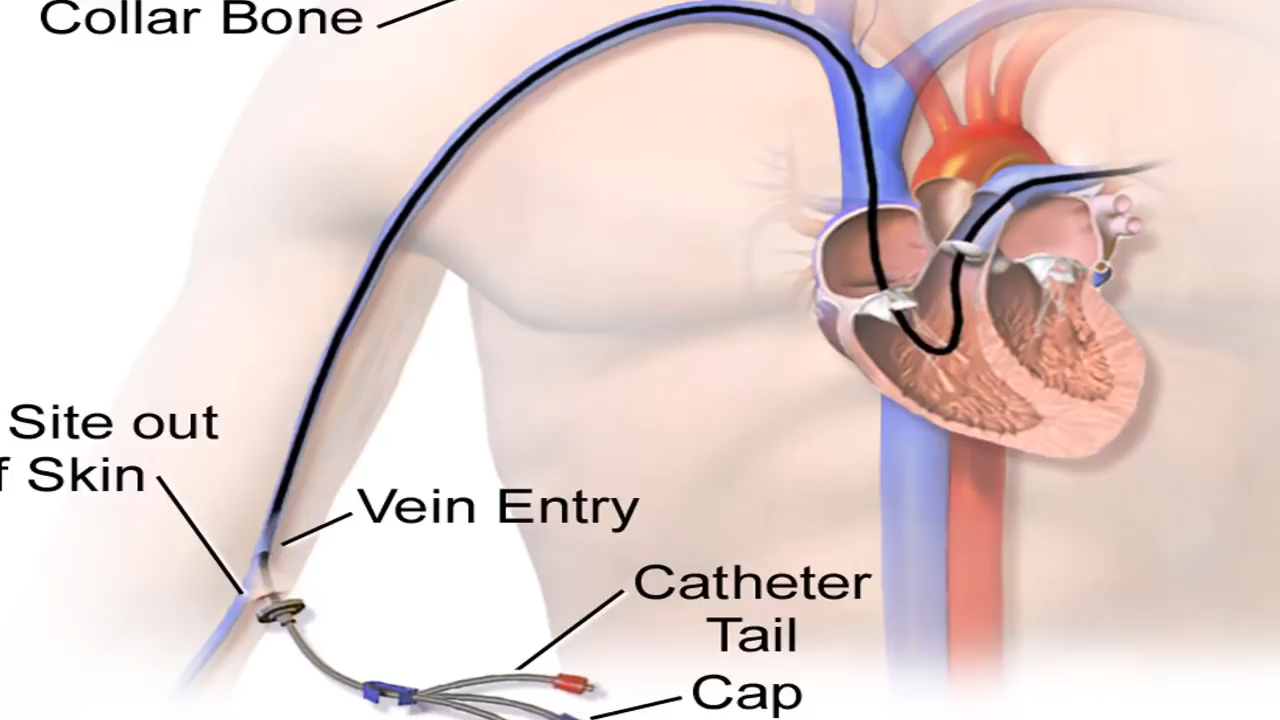 Collar Bone
Site out
f Skin
Vein Entry
Catheter
Tail
Cap